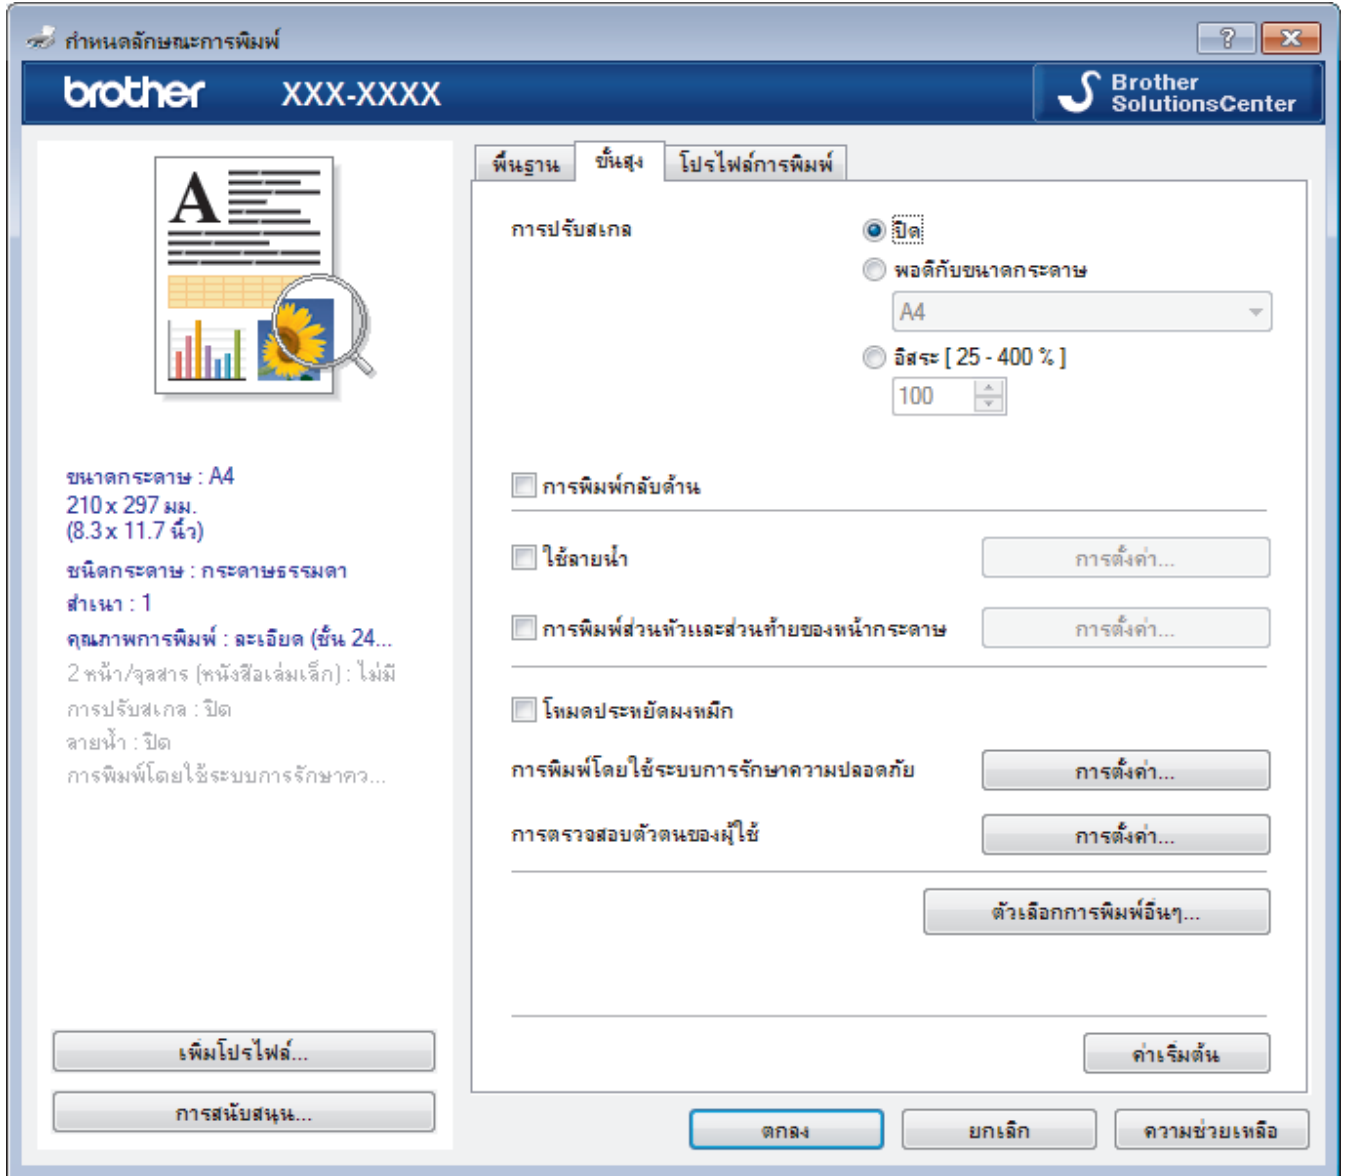 กำหนดลักษณะการพิมพ์
brother XXX-XXXX
Brother
SolutionsCenter
A
ขนาดกระดาษ : A4
210 x 297 มม.
(8.3 x 11.7 นิ้ว)
ชนิดกระดาษ : กระดาษธรรมดา
สำเนา : 1
คุณภาพการพิมพ์ : ละเอียด (ชั้น 24...
2 หน้า/จุลสาร (หนังสือเล่มเล็ก) : ไม่มี
การปรับสเกล : ปิด
ลายน้ำ : ปิด
การพิมพ์โดยใช้ระบบการรักษาคว...
เพิ่มโปรไฟล์...
การสนับสนุน...
พื้นฐาน ขั้นสูง โปรไฟล์การพิมพ์
การปรับสเกล ปิด
พอดีกับขนาดกระดาษ
A4
อิสระ [ 25 - 400 % ]
100
การพิมพ์กลับด้าน
ใช้ลายน้ำ การตั้งค่า...
การพิมพ์ส่วนหัวและส่วนท้ายของหน้ากระดาษ การตั้งค่า...
โหมดประหยัดผงหมึก
การพิมพ์โดยใช้ระบบการรักษาความปลอดภัย การตั้งค่า...
การตรวจสอบตัวตนของผู้ใช้ การตั้งค่า...
ตัวเลือกการพิมพ์อื่นๆ...
ค่าเริ่มต้น
ตกลง ยกเลิก ความช่วยเหลือ